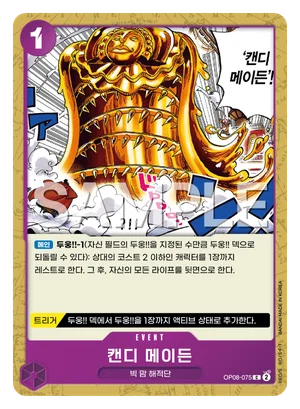 1
'캔디
메이든'!
SAMPLE
메인 두웅!!-1(자신 필드의 두웅!!을 지정된 수만큼 두웅!! 덱으로
되돌릴 수 있다): 상대의 코스트 2 이하의 캐릭터를 1장까지
레스트로 한다. 그 후, 자신의 모든 라이프를 뒷면으로 한다.
트리거 두웅!! 덱에서 두웅!!을 1장까지 액티브 상태로 추가한다.
EVENT
캔디 메이든
빅 맘 해적단
OP08-075 C 2